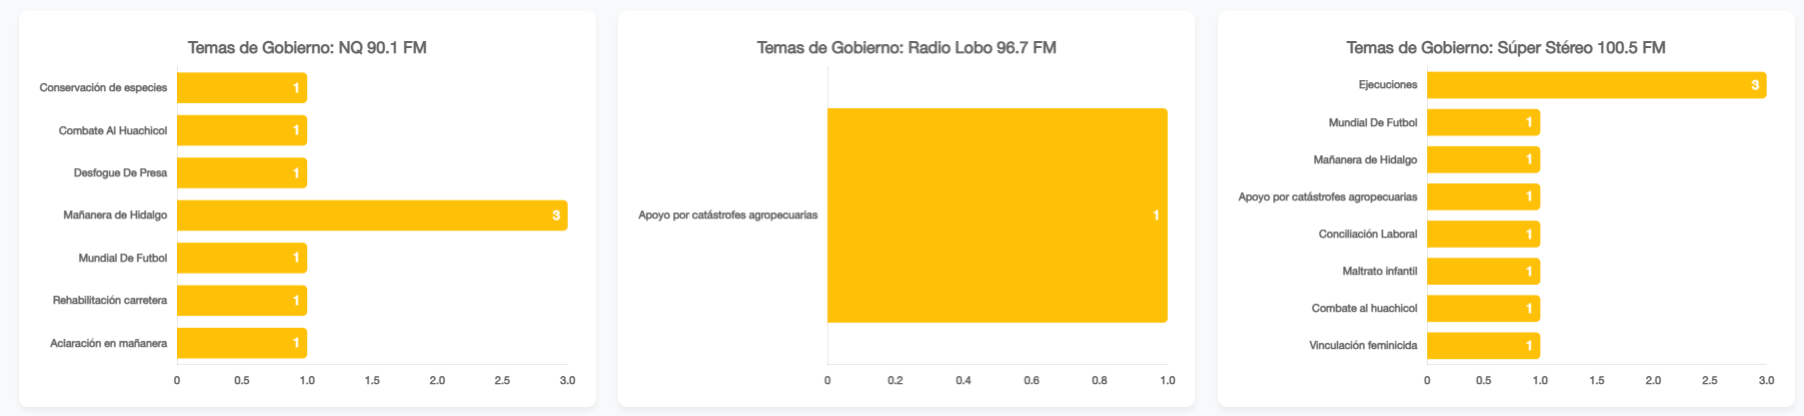 Temas de Gobierno: NQ 90.1 FM
Conservación de especies
1
Combate Al Huachicol
1
Desfogue De Presa
1
Mañanera de Hidalgo
3
Mundial De Futbol
1
Rehabilitación carretera
1
Aclaración en mañanera
1
0 0.5 1.0 1.5 2.0 2.5 3.0
Temas de Gobierno: Radio Lobo 96.7 FM
Apoyo por catástrofes agropecuarias
1
0 0.2 0.4 0.6 0.8 1.0
Temas de Gobierno: Súper Stéreo 100.5 FM
Ejecuciones
3
Mundial De Futbol
1
Mañanera de Hidalgo
1
Apoyo por catástrofes agropecuarias
1
Conciliación Laboral
1
Maltrato infantil
1
Combate al huachicol
1
Vinculación feminicida
1
0 0.5 1.0 1.5 2.0 2.5 3.0